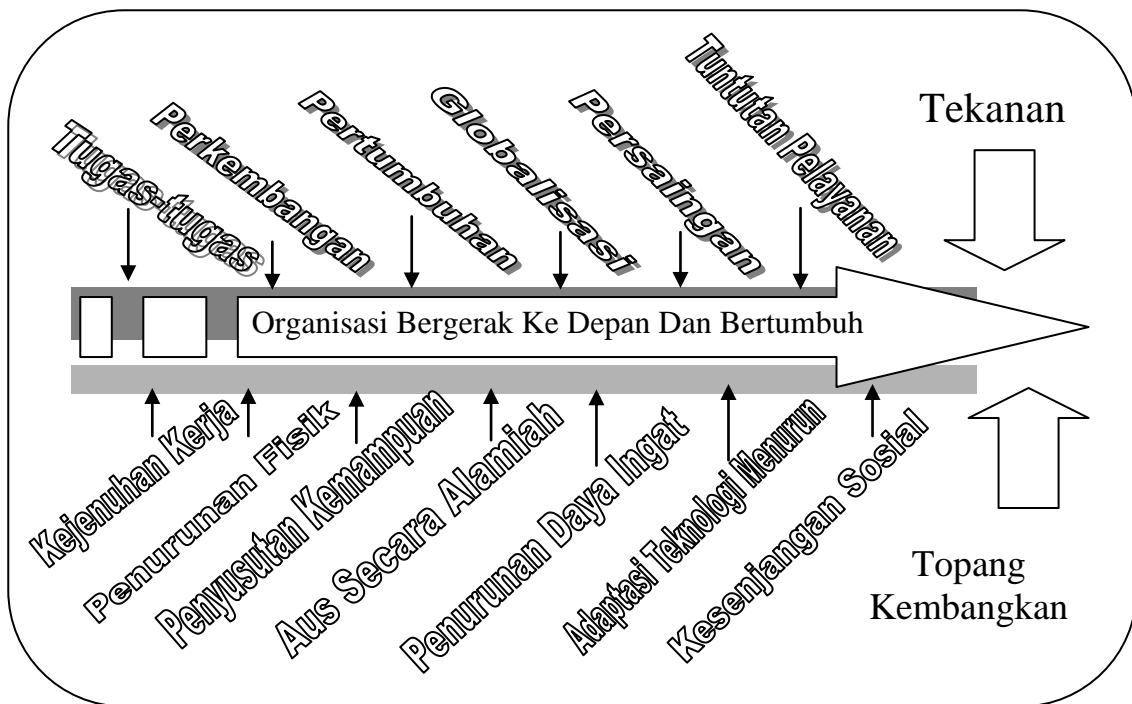 Tugas-tugas
Perkembangan
Pertumbuhan
Globalisasi
Persaingan
Tuntutan Pelayanan
Tekanan
Organisasi Bergerak Ke Depan Dan Bertumbuh
Kejenuhan Kerja
Penurunan Fisik
Penyusutan Kemampuan
Aus Secara Alamiah
Penurunan Daya Ingat
Adaptasi Teknologi Menurun
Kesenjangan Sosial
Topang
Kembangkan